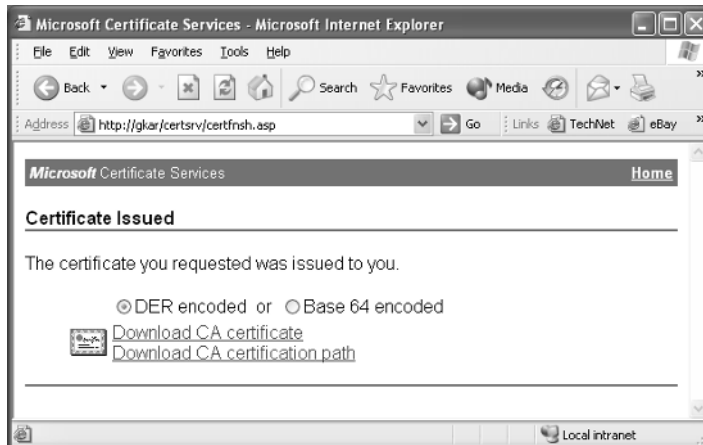 Microsoft Certificate Services - Microsoft Internet Explorer
File Edit View Favorites Tools Help
Back Search Favorites Media »
Address http://gkar/certsrv/certfnsh.asp Go Links TechNet eBay »
Microsoft Certificate Services Home
Certificate Issued
The certificate you requested was issued to you.
DER encoded or Base 64 encoded
Download CA certificate
Download CA certification path
Local intranet